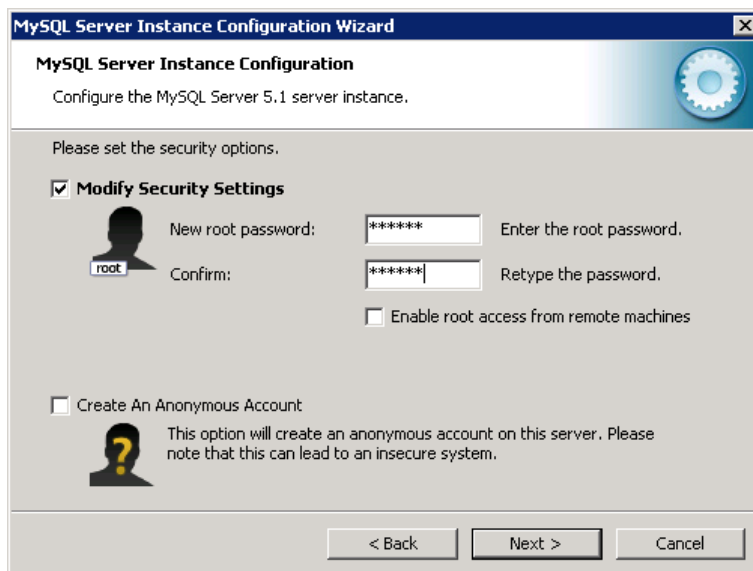 MySQL Server Instance Configuration Wizard
MySQL Server Instance Configuration
Configure the MySQL Server 5.1 server instance.
Please set the security options.
Modify Security Settings
New root password: ****** Enter the root password.
root
Confirm: ****** Retype the password.
Enable root access from remote machines
Create An Anonymous Account
This option will create an anonymous account on this server. Please
note that this can lead to an insecure system.
< Back Next > Cancel